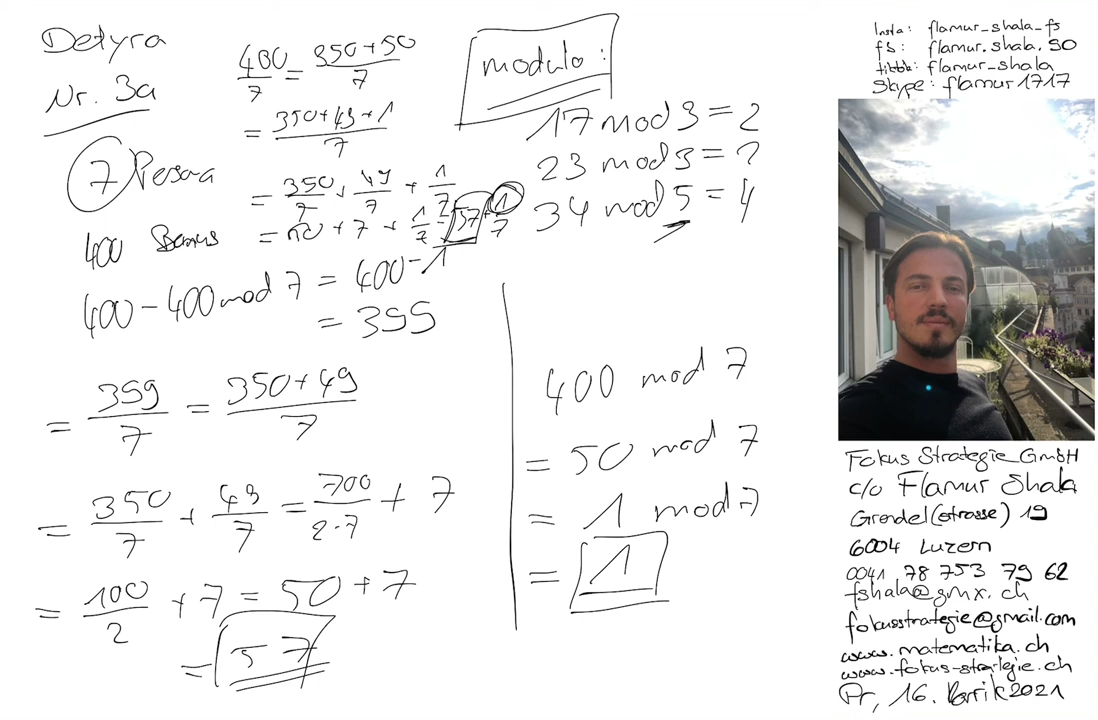 Detyra
Nr. 3a
7 Persona
400 Bonus
400/7 = 350+50/7
= 350+49+1/7
= 350/7 + 49/7 + 1/7
= 50 + 7 + 1/7 = 57 + 1/7
400 - 400 mod 7 = 400 - 1
= 399
= 399/7 = 350+49/7
= 350/7 + 49/7 = 700/2·7 + 7
= 100/2 + 7 = 50 + 7
= 57
modulo:
17 mod 3 = 2
23 mod 3 = 2
34 mod 5 = 4
400 mod 7
= 50 mod 7
= 1 mod 7
= 1
Insta: flamur_shala_fs
fs: flamur.shala.50
tiktok: flamur_shala
Skype: flamur1717
Fokus Strategie GmbH
c/o Flamur Shala
Grendel(strasse) 19
6004 Luzern
0041 78 753 79 62
fshala@gmx.ch
fokusstrategie@gmail.com
www.matematika.ch
www.fokus-strategie.ch
Pr, 16. Korrik 2021